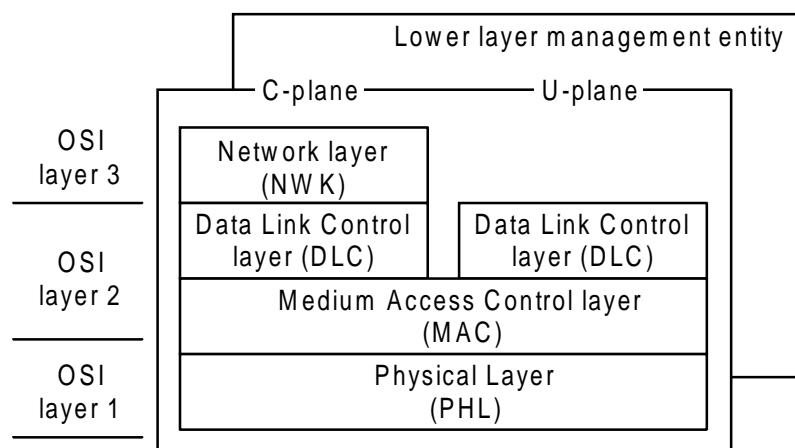 Lower layer management entity
C-plane
U-plane
OSI
layer 3
Network layer
(NWK)
Data Link Control
layer (DLC)
Data Link Control
layer (DLC)
OSI
layer 2
Medium Access Control layer
(MAC)
OSI
layer 1
Physical Layer
(PHL)